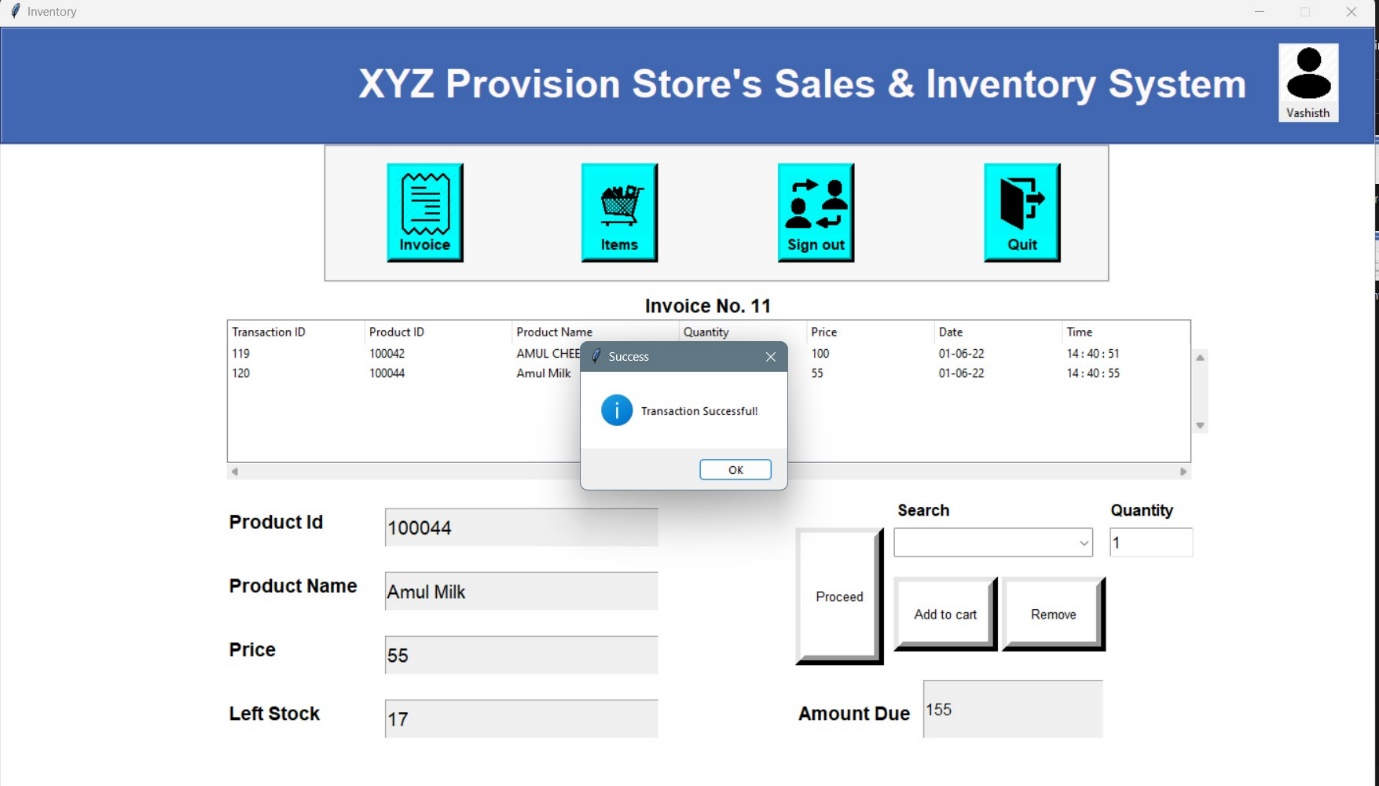 Inventory
XYZ Provision Store's Sales & Inventory System
Vashisth
Invoice Items Sign out Quit
Invoice No. 11
Transaction ID Product ID Product Name Quantity Price Date Time
119 100042 AMUL CHEE 100 01-06-22 14 : 40 : 51
120 100044 Amul Milk 55 01-06-22 14 : 40 : 55
Success
Transaction Successful!
OK
Product Id 100044
Product Name Amul Milk
Price 55
Left Stock 17
Search Quantity
1
Proceed Add to cart Remove
Amount Due 155